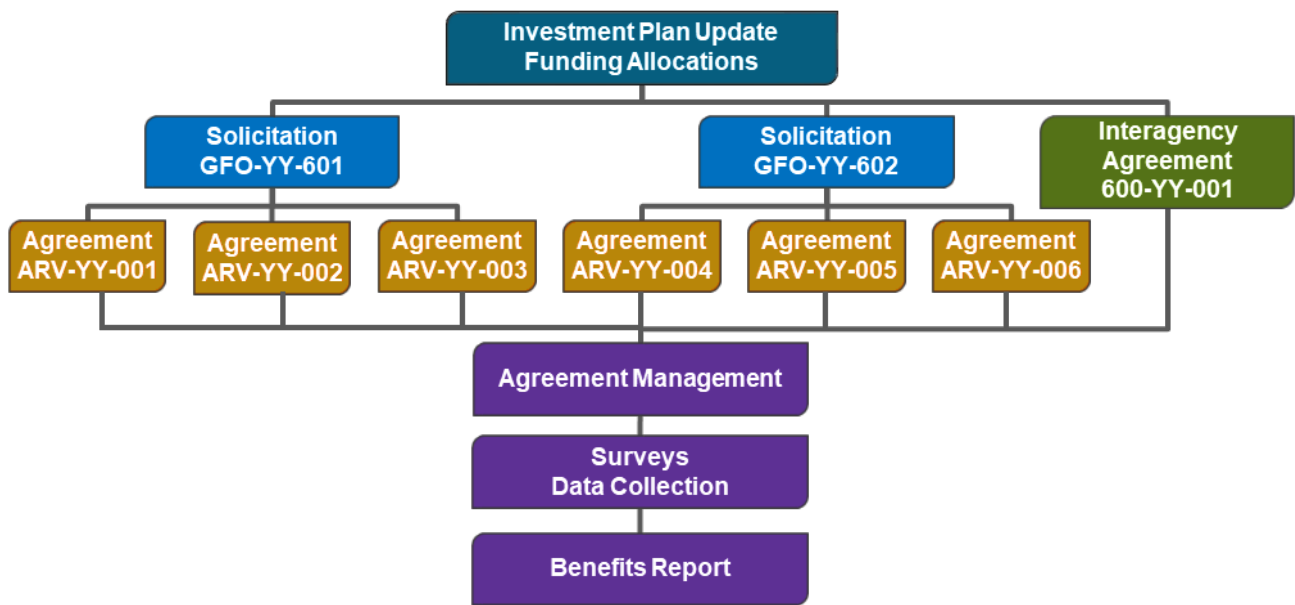 Investment Plan Update
Funding Allocations
Solicitation
GFO-YY-601
Solicitation
GFO-YY-602
Interagency
Agreement
600-YY-001
Agreement
ARV-YY-001
Agreement
ARV-YY-002
Agreement
ARV-YY-003
Agreement
ARV-YY-004
Agreement
ARV-YY-005
Agreement
ARV-YY-006
Agreement Management
Surveys
Data Collection
Benefits Report